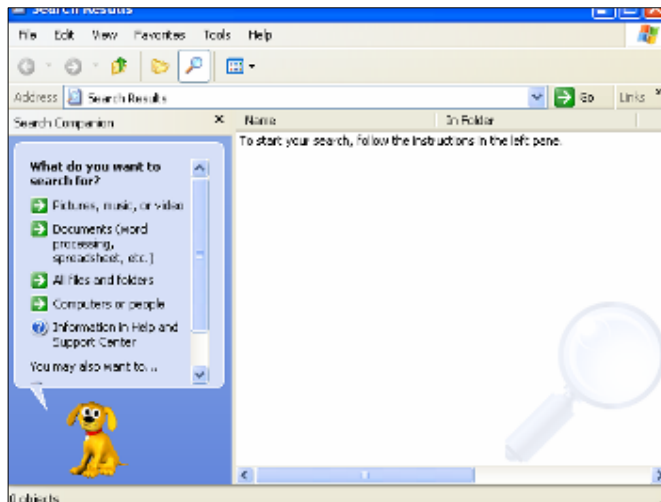 Search Results
File Edit View Favorites Tools Help
Address Search Results Go Links
Search Companion × Name In Folder
To start your search, follow the instructions in the left pane.
What do you want to
search for?
Pictures, music, or video
Documents (word
processing,
spreadsheet, etc.)
All files and folders
Computers or people
Information in Help and
Support Center
You may also want to...
0 objects